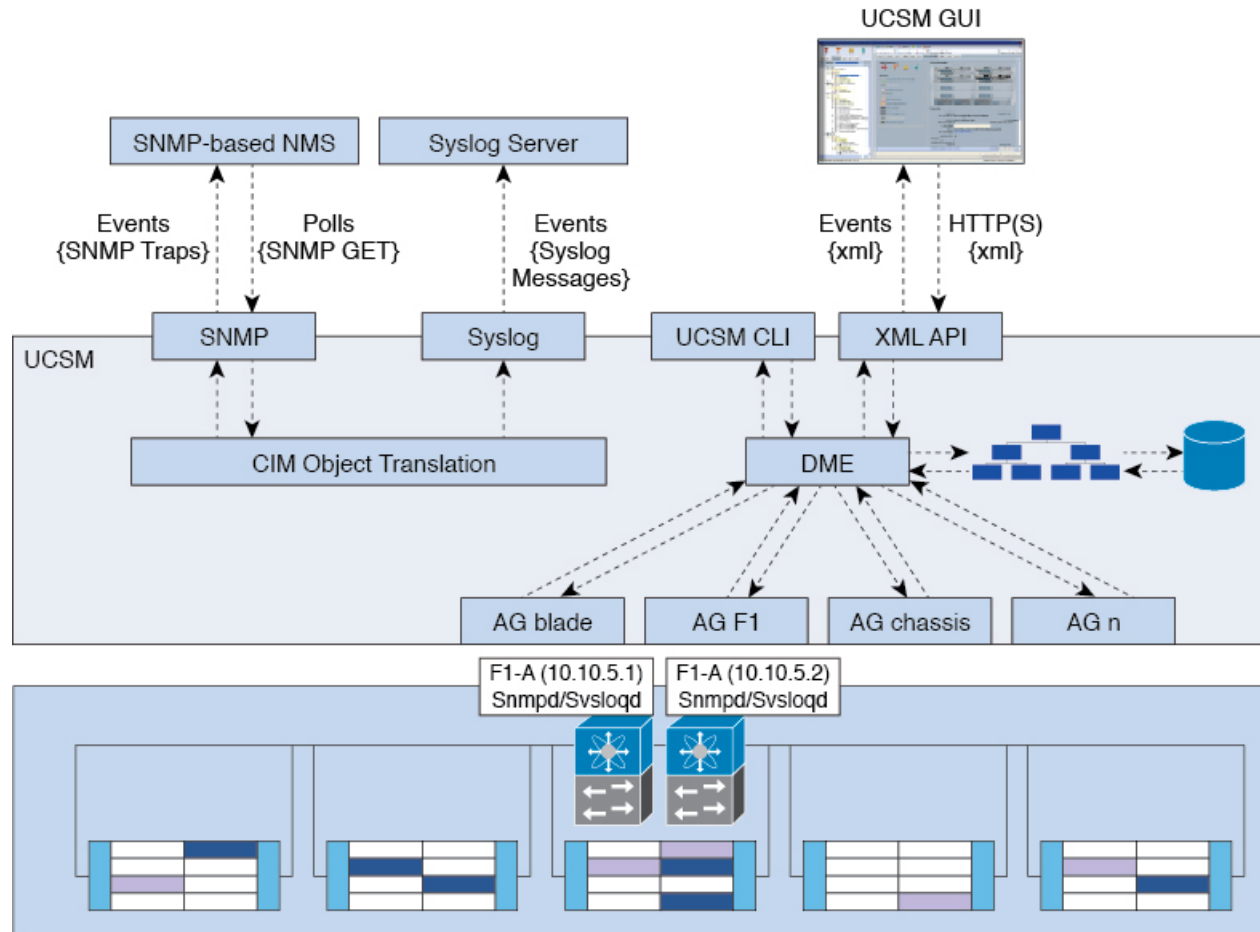 UCSM GUI
SNMP-based NMS
Syslog Server
Events
{SNMP Traps}
Polls
{SNMP GET}
Events
{Syslog
Messages}
Events
{xml}
HTTP(S)
{xml}
UCSM
SNMP
Syslog
UCSM CLI
XML API
CIM Object Translation
DME
AG blade
AG F1
AG chassis
AG n
F1-A (10.10.5.1)
Snmpd/Svsloqd
F1-A (10.10.5.2)
Snmpd/Svsloqd